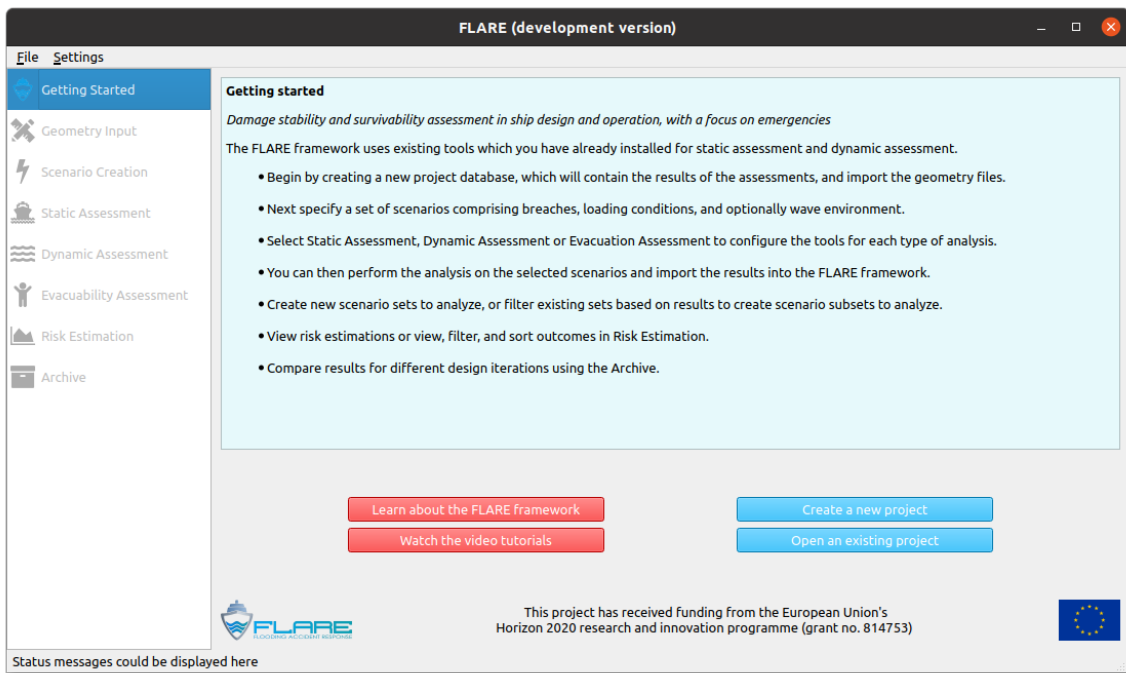 FLARE (development version)
File Settings
Getting Started
Geometry Input
Scenario Creation
Static Assessment
Dynamic Assessment
Evacuability Assessment
Risk Estimation
Archive
Getting started
Damage stability and survivability assessment in ship design and operation, with a focus on emergencies
The FLARE framework uses existing tools which you have already installed for static assessment and dynamic assessment.
• Begin by creating a new project database, which will contain the results of the assessments, and import the geometry files.
• Next specify a set of scenarios comprising breaches, loading conditions, and optionally wave environment.
• Select Static Assessment, Dynamic Assessment or Evacuation Assessment to configure the tools for each type of analysis.
• You can then perform the analysis on the selected scenarios and import the results into the FLARE framework.
• Create new scenario sets to analyze, or filter existing sets based on results to create scenario subsets to analyze.
• View risk estimations or view, filter, and sort outcomes in Risk Estimation.
• Compare results for different design iterations using the Archive.
Learn about the FLARE framework
Create a new project
Watch the video tutorials
Open an existing project
FLARE
FLOODING ACCIDENT RESPONSE
This project has received funding from the European Union's
Horizon 2020 research and innovation programme (grant no. 814753)
Status messages could be displayed here